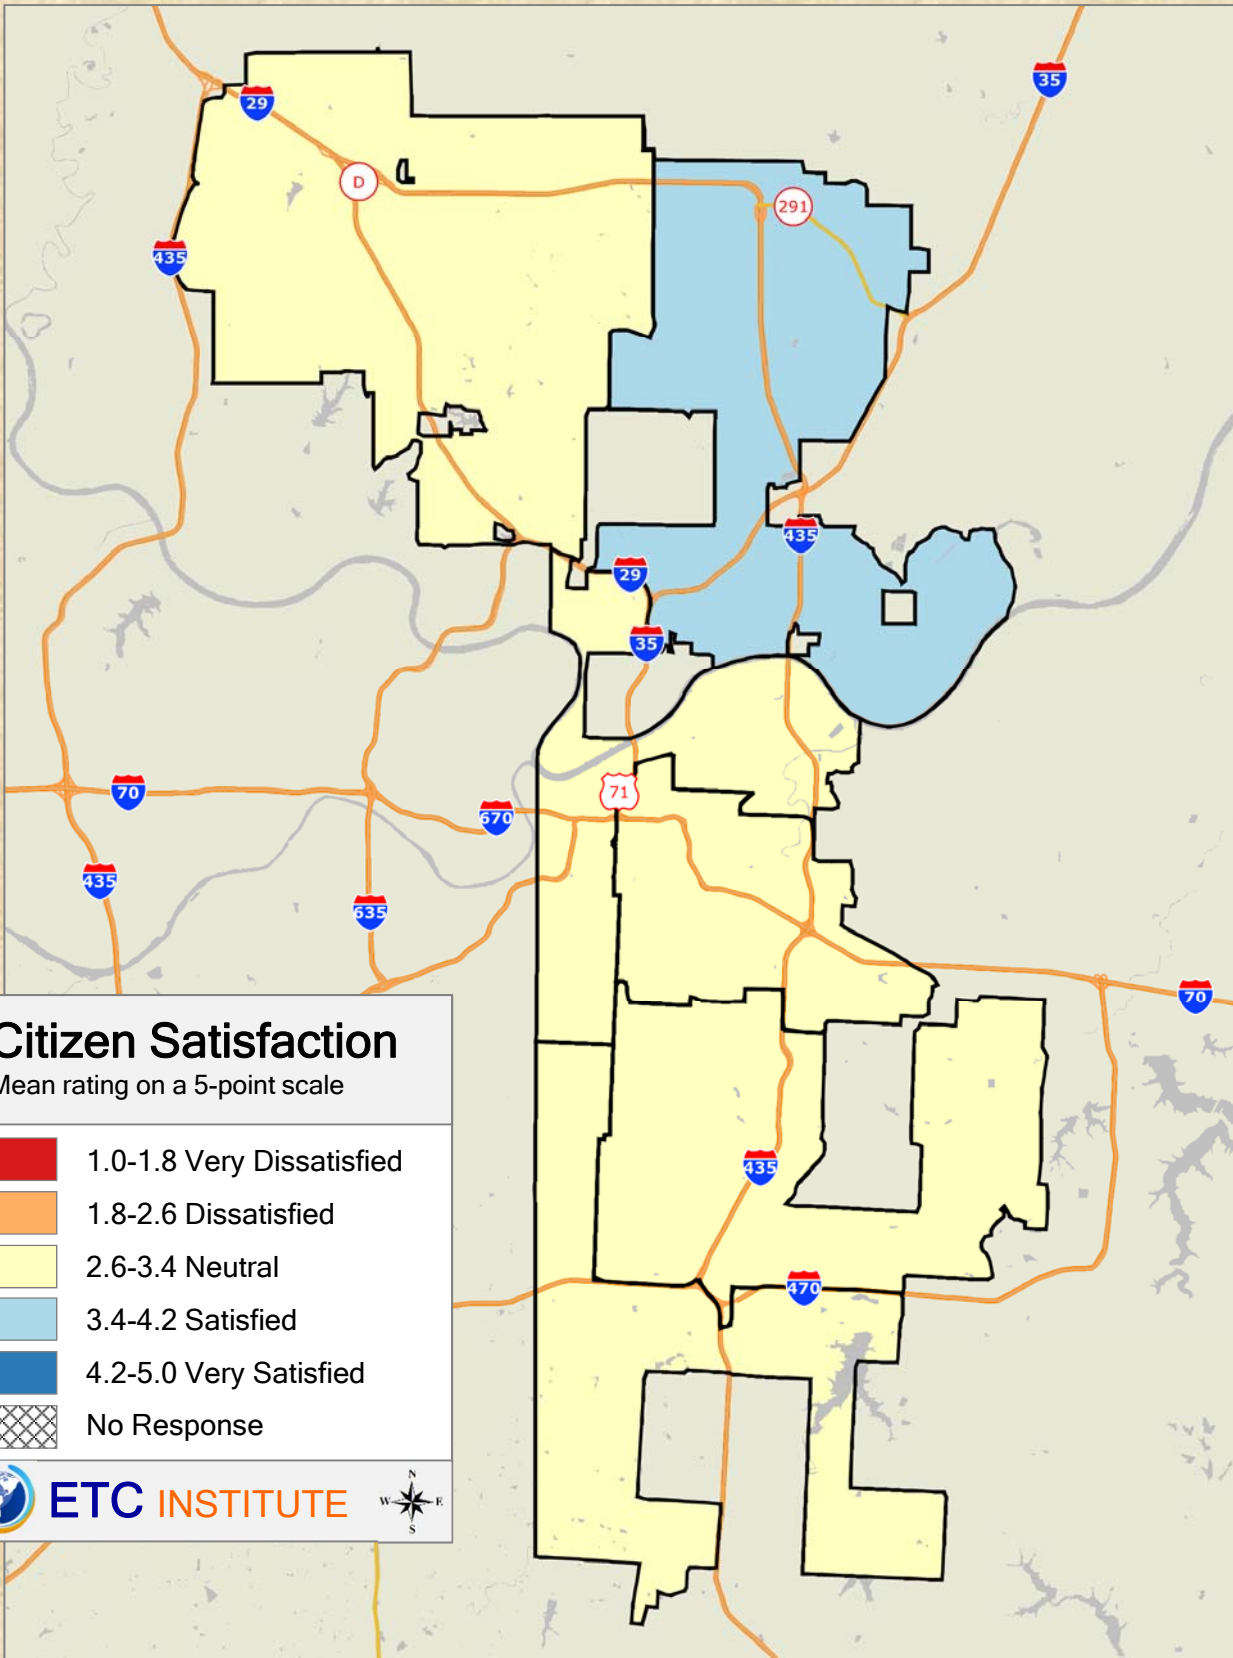 35
29
D
291
435
435
29
35
70
71
670
435
635
70
435
470
Citizen Satisfaction
Mean rating on a 5-point scale
1.0-1.8 Very Dissatisfied
1.8-2.6 Dissatisfied
2.6-3.4 Neutral
3.4-4.2 Satisfied
4.2-5.0 Very Satisfied
No Response
ETC INSTITUTE
N
W E
S